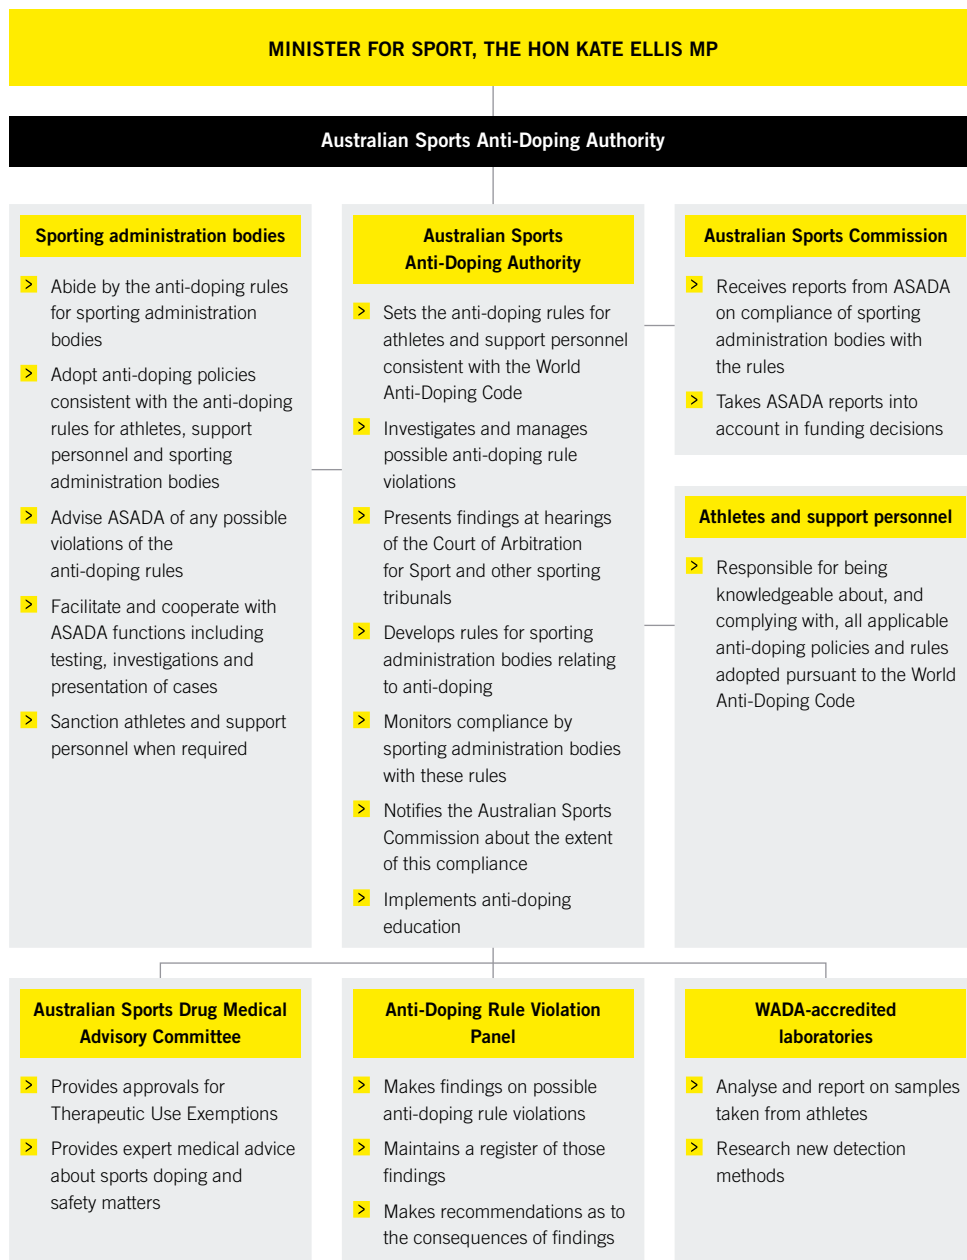 MINISTER FOR SPORT, THE HON KATE ELLIS MP
Australian Sports Anti-Doping Authority
Sporting administration bodies
> Abide by the anti-doping rules
for sporting administration
bodies
> Adopt anti-doping policies
consistent with the anti-doping
rules for athletes, support
personnel and sporting
administration bodies
> Advise ASADA of any possible
violations of the
anti-doping rules
> Facilitate and cooperate with
ASADA functions including
testing, investigations and
presentation of cases
> Sanction athletes and support
personnel when required
Australian Sports
Anti-Doping Authority
> Sets the anti-doping rules for
athletes and support personnel
consistent with the World
Anti-Doping Code
> Investigates and manages
possible anti-doping rule
violations
> Presents findings at hearings
of the Court of Arbitration
for Sport and other sporting
tribunals
> Develops rules for sporting
administration bodies relating
to anti-doping
> Monitors compliance by
sporting administration bodies
with these rules
> Notifies the Australian Sports
Commission about the extent
of this compliance
> Implements anti-doping
education
Australian Sports Commission
> Receives reports from ASADA
on compliance of sporting
administration bodies with
the rules
> Takes ASADA reports into
account in funding decisions
Athletes and support personnel
> Responsible for being
knowledgeable about, and
complying with, all applicable
anti-doping policies and rules
adopted pursuant to the World
Anti-Doping Code
Australian Sports Drug Medical
Advisory Committee
> Provides approvals for
Therapeutic Use Exemptions
> Provides expert medical advice
about sports doping and
safety matters
Anti-Doping Rule Violation
Panel
> Makes findings on possible
anti-doping rule violations
> Maintains a register of those
findings
> Makes recommendations as to
the consequences of findings
WADA-accredited
laboratories
> Analyse and report on samples
taken from athletes
> Research new detection
methods